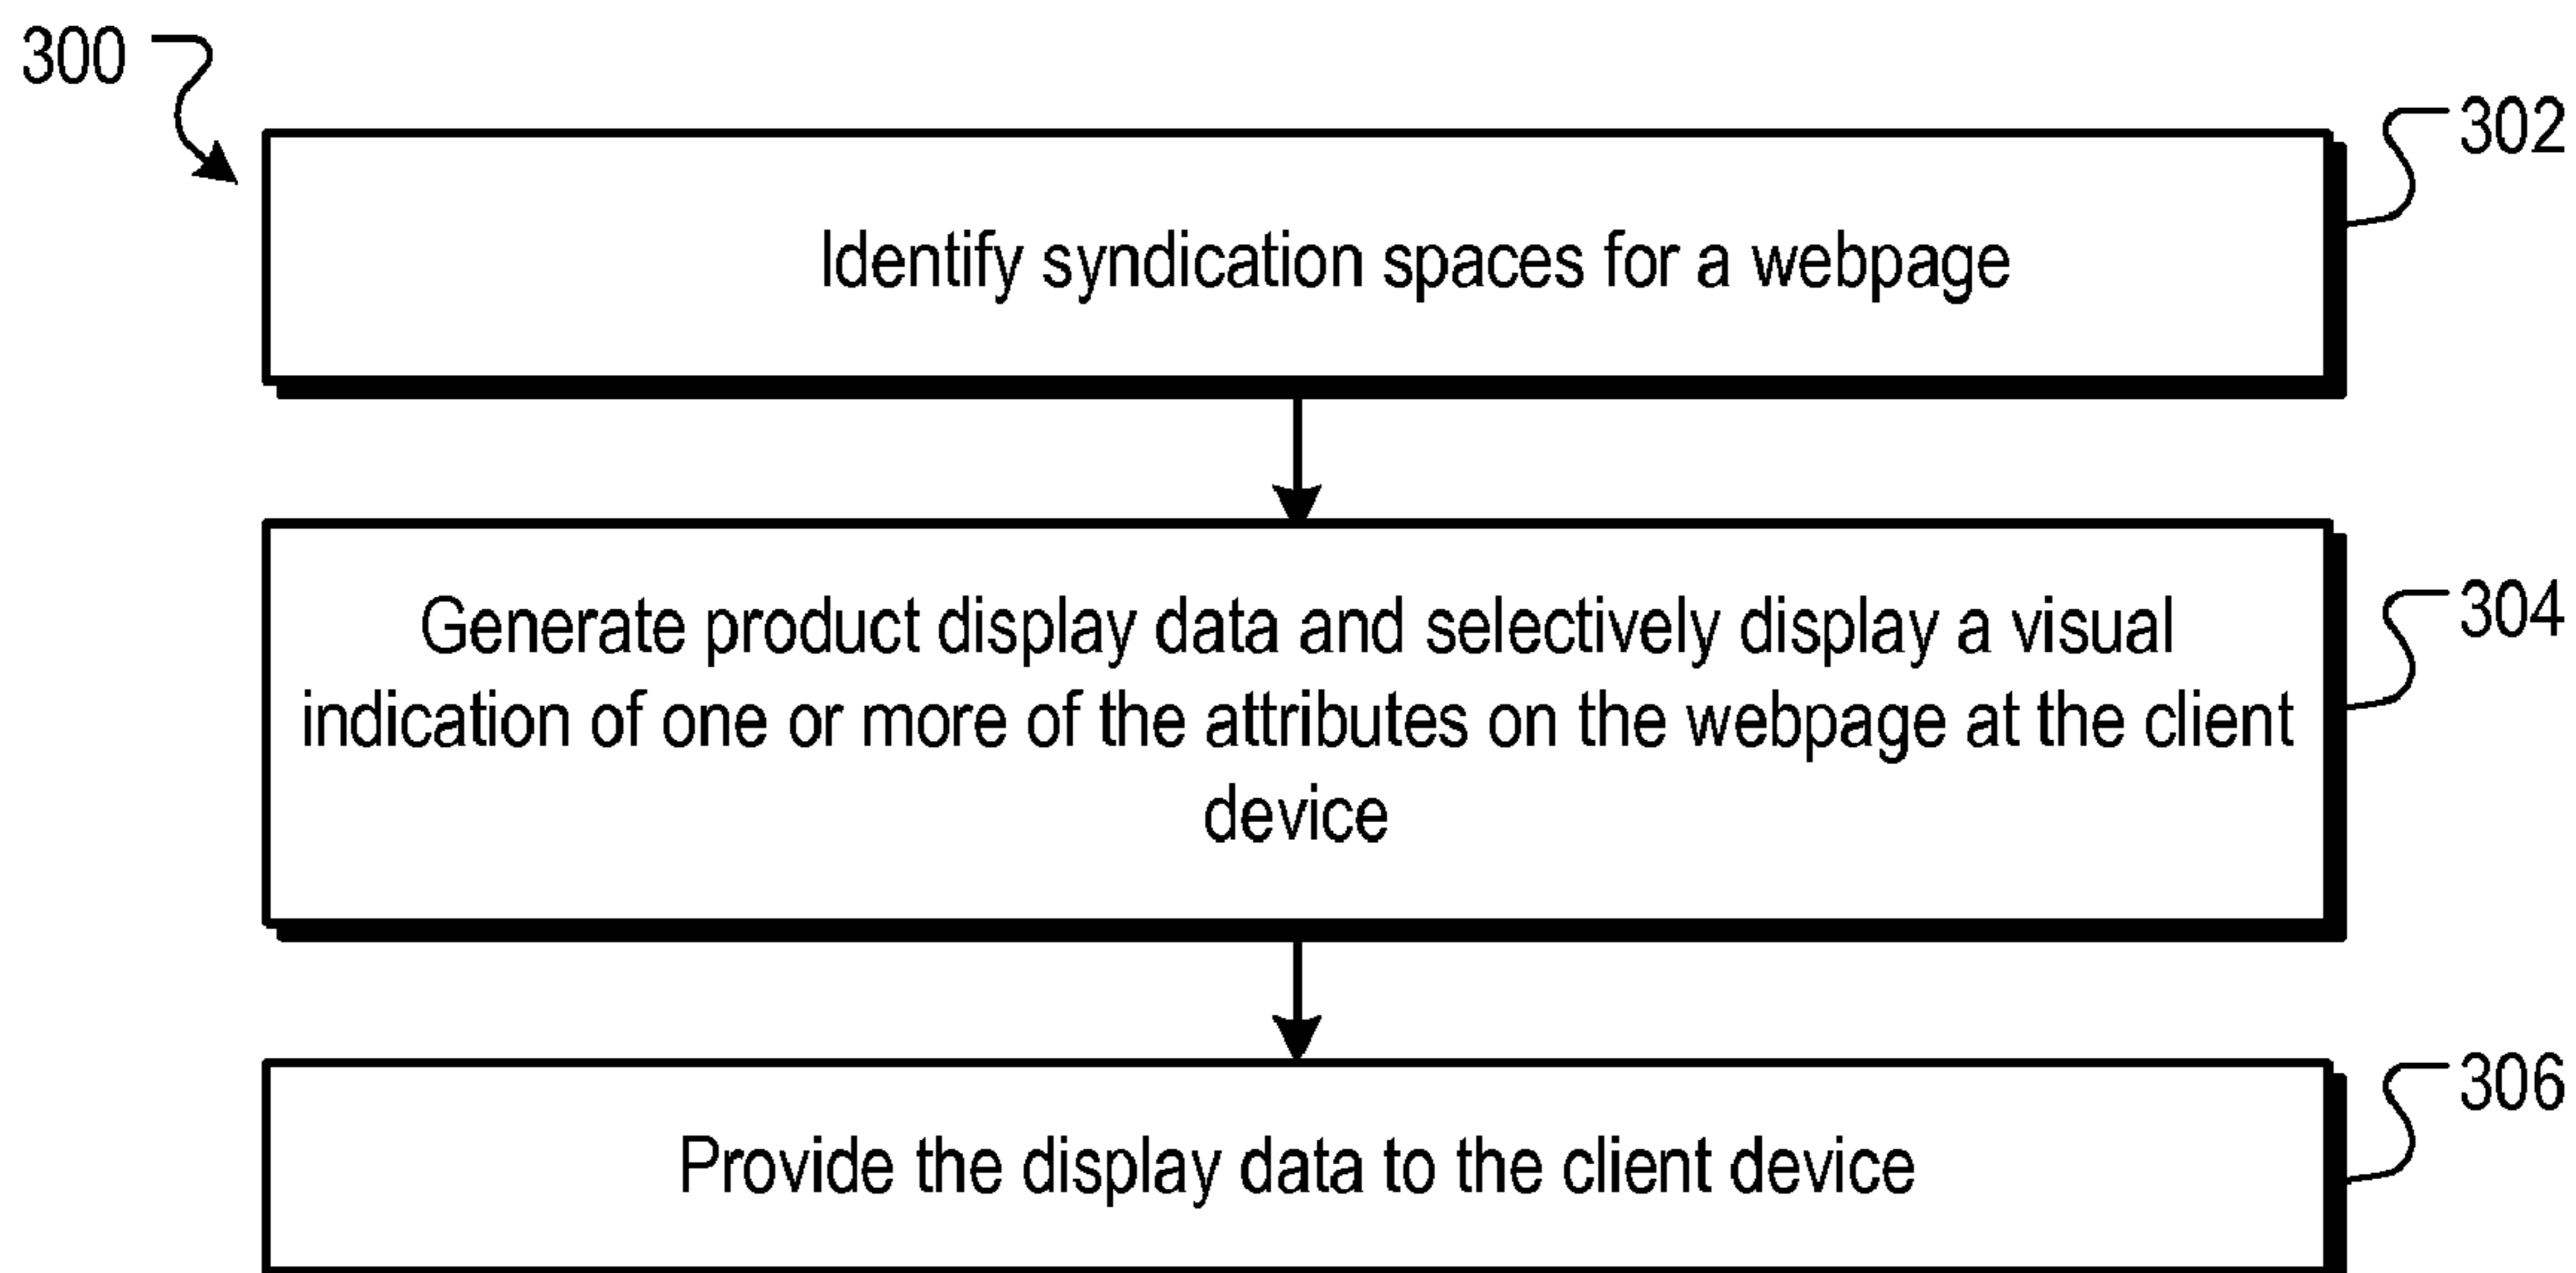 300
302
Identify syndication spaces for a webpage
304
Generate product display data and selectively display a visual
indication of one or more of the attributes on the webpage at the client
device
306
Provide the display data to the client device